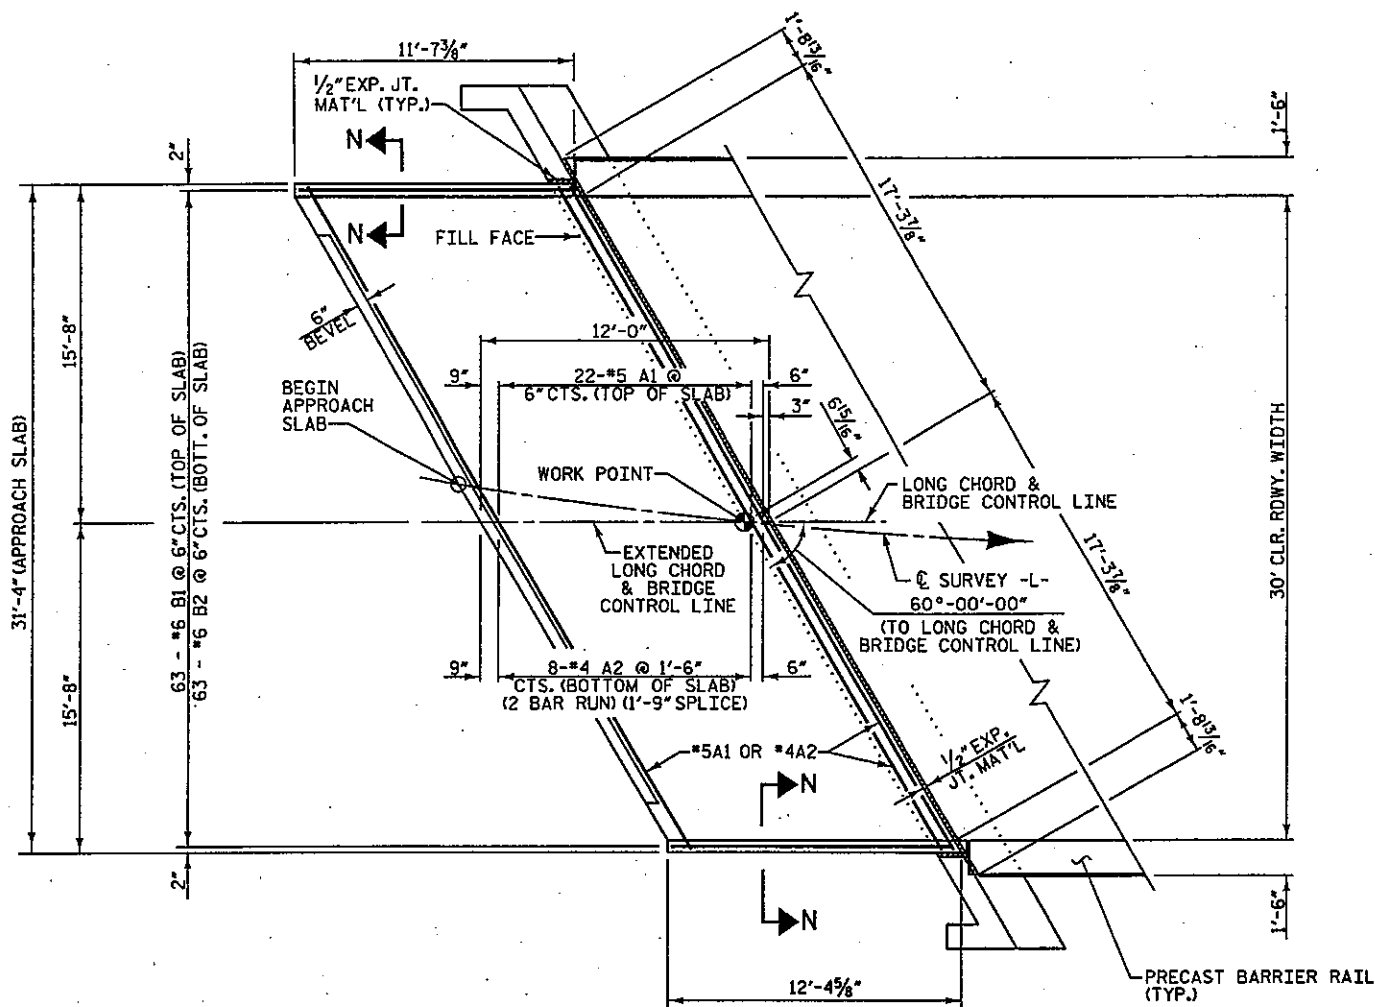 11'-7⅜"
1'-8 13/16"
½" EXP. JT.
MAT'L (TYP.)
1'-6"
N
2"
17'-3⅞"
N
FILL FACE
6"
BEVEL
12'-0"
15'-8"
9"
22-#5 A1 @
6" CTS. (TOP OF SLAB)
6"
3"
6 15/16"
BEGIN
APPROACH
SLAB
31'-4" (APPROACH SLAB)
63 - #6 B1 @ 6" CTS. (TOP OF SLAB)
63 - #6 B2 @ 6" CTS. (BOTT. OF SLAB)
WORK POINT
LONG CHORD &
BRIDGE CONTROL LINE
30' CLR. RDWY. WIDTH
17'-3⅞"
EXTENDED
LONG CHORD
& BRIDGE
CONTROL LINE
℄ SURVEY -L-
60°-00'-00"
(TO LONG CHORD &
BRIDGE CONTROL LINE)
15'-8"
9"
8-#4 A2 @ 1'-6"
CTS. (BOTTOM OF SLAB)
(2 BAR RUN) (1'-9" SPLICE)
6"
1'-8 13/16"
#5A1 OR #4A2
½" EXP.
JT. MAT'L
N
2"
N
1'-6"
12'-4⅝"
PRECAST BARRIER RAIL
(TYP.)